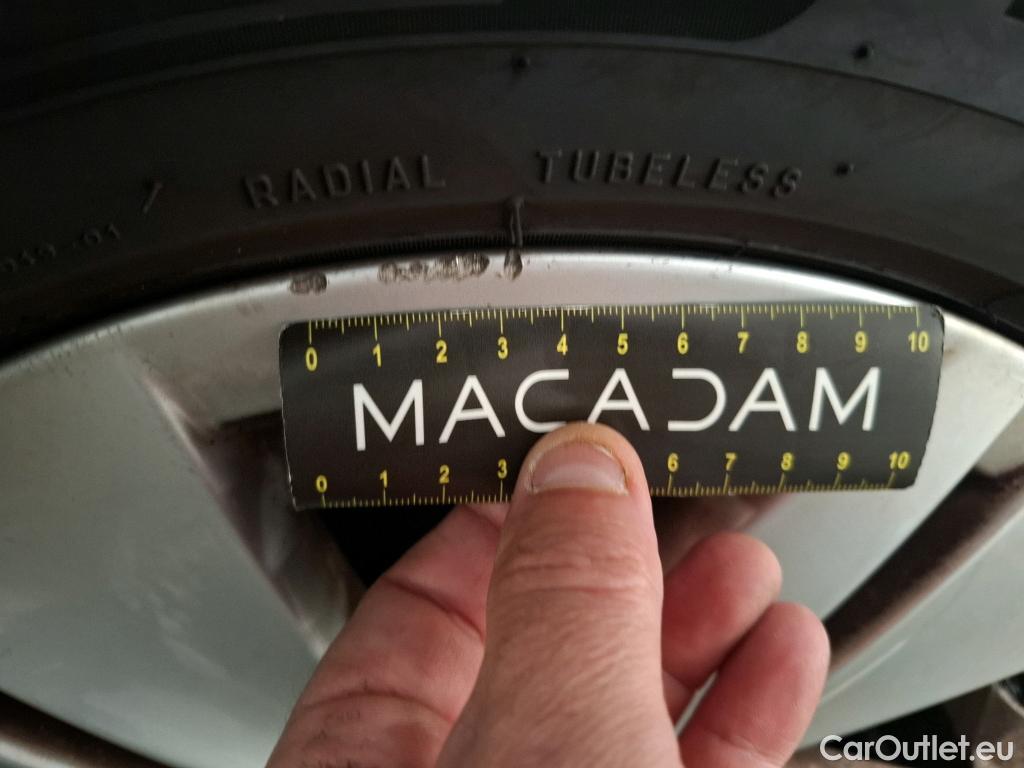 RADIAL TUBELESS
0 1 2 3 4 5 6 7 8 9 10
MACADAM
0 1 2 3 6 7 8 9 10
CarOutlet.eu